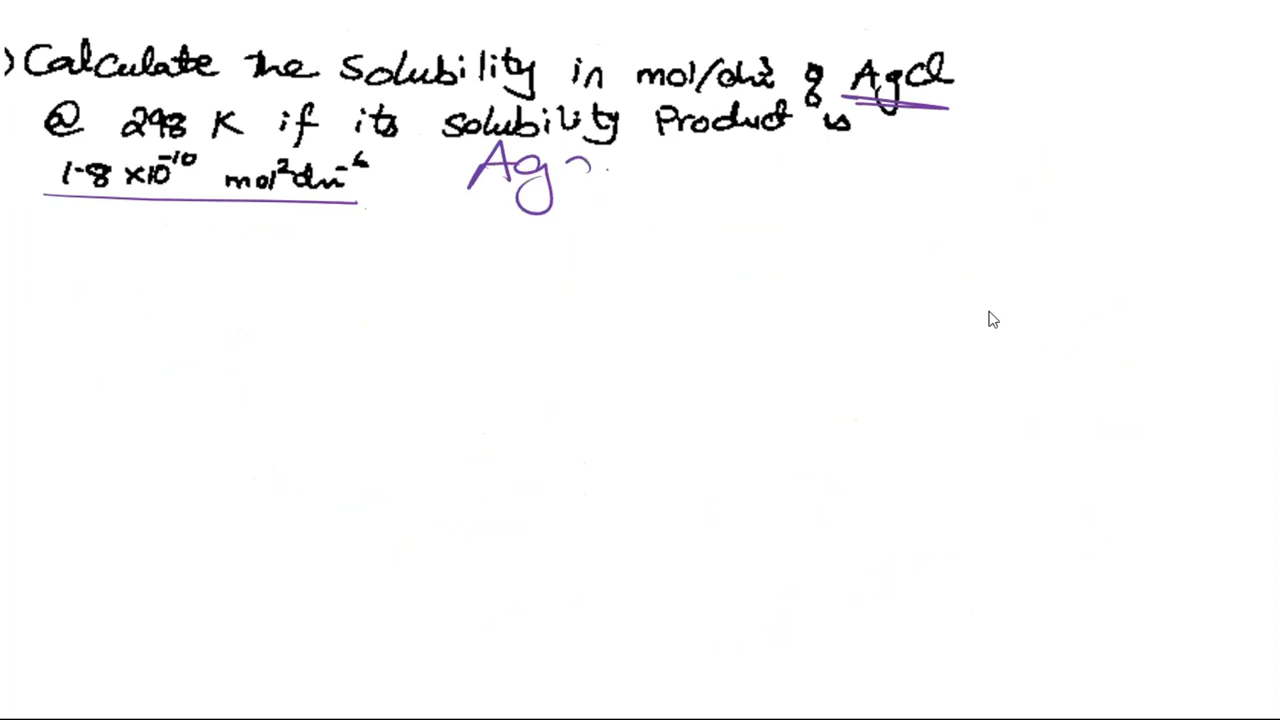 ) Calculate the solubility in mol/dm³ of AgCl
@ 298 K if its solubility Product is
1.8 ×10⁻¹⁰ mol²dm⁻⁶
Ag